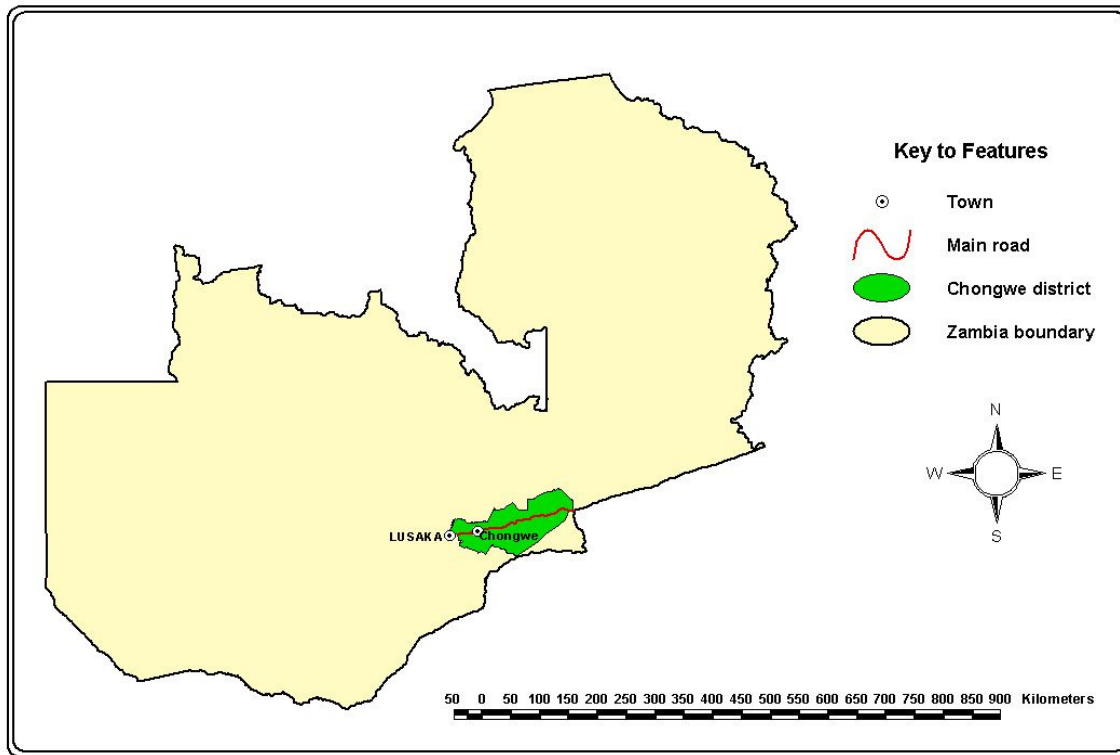 Key to Features
Town
Main road
Chongwe district
Zambia boundary
N
W E
S
LUSAKA Chongwe
50 0 50 100 150 200 250 300 350 400 450 500 550 600 650 700 750 800 850 900 Kilometers